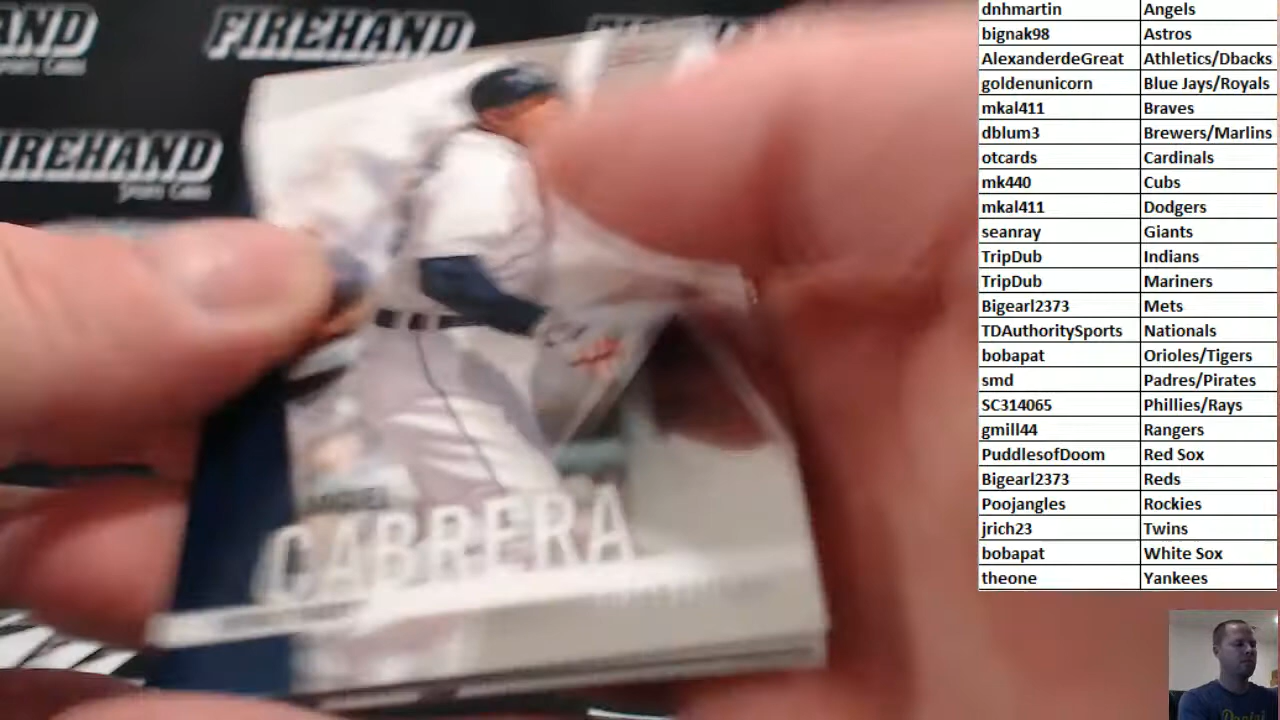 FIREHAND
FIREHAND
SPORTS CARDS
CABRERA
dnhmartin Angels
bignak98 Astros
AlexanderdeGreat Athletics/Dbacks
goldenunicorn Blue Jays/Royals
mkal411 Braves
dblum3 Brewers/Marlins
otcards Cardinals
mk440 Cubs
mkal411 Dodgers
seanray Giants
TripDub Indians
TripDub Mariners
Bigearl2373 Mets
TDAuthoritySports Nationals
bobapat Orioles/Tigers
smd Padres/Pirates
SC314065 Phillies/Rays
gmill44 Rangers
PuddlesofDoom Red Sox
Bigearl2373 Reds
Poojangles Rockies
jrich23 Twins
bobapat White Sox
theone Yankees